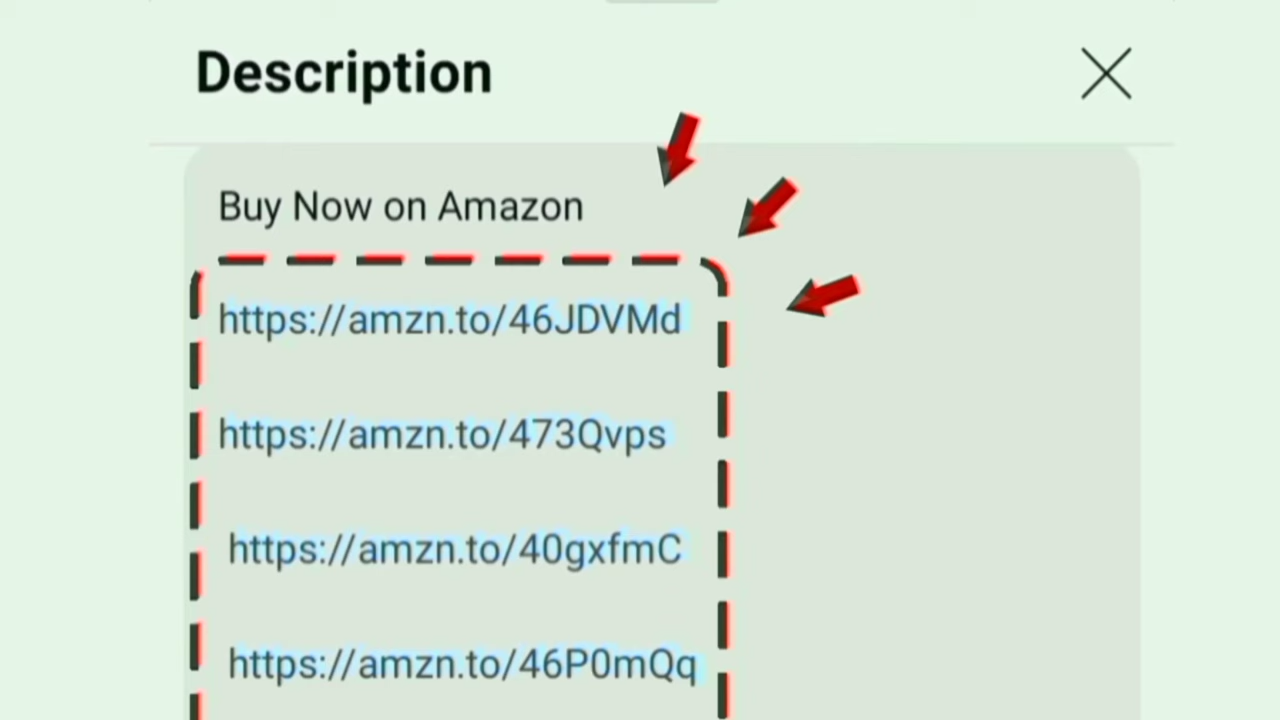 Description
Buy Now on Amazon
https://amzn.to/46JDVMd
https://amzn.to/473Qvps
https://amzn.to/40gxfmC
https://amzn.to/46P0mQq